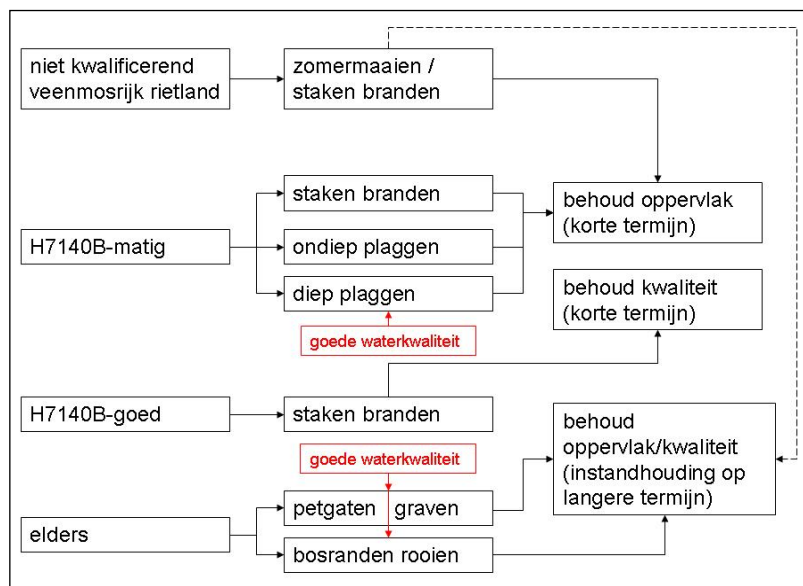 niet kwalificerend
veenmosrijk rietland
zomermaaien /
staken branden
staken branden
behoud oppervlak
(korte termijn)
H7140B-matig
ondiep plaggen
diep plaggen
behoud kwaliteit
(korte termijn)
goede waterkwaliteit
H7140B-goed
staken branden
behoud
oppervlak/kwaliteit
(instandhouding op
langere termijn)
goede waterkwaliteit
petgaten graven
elders
bosranden rooien